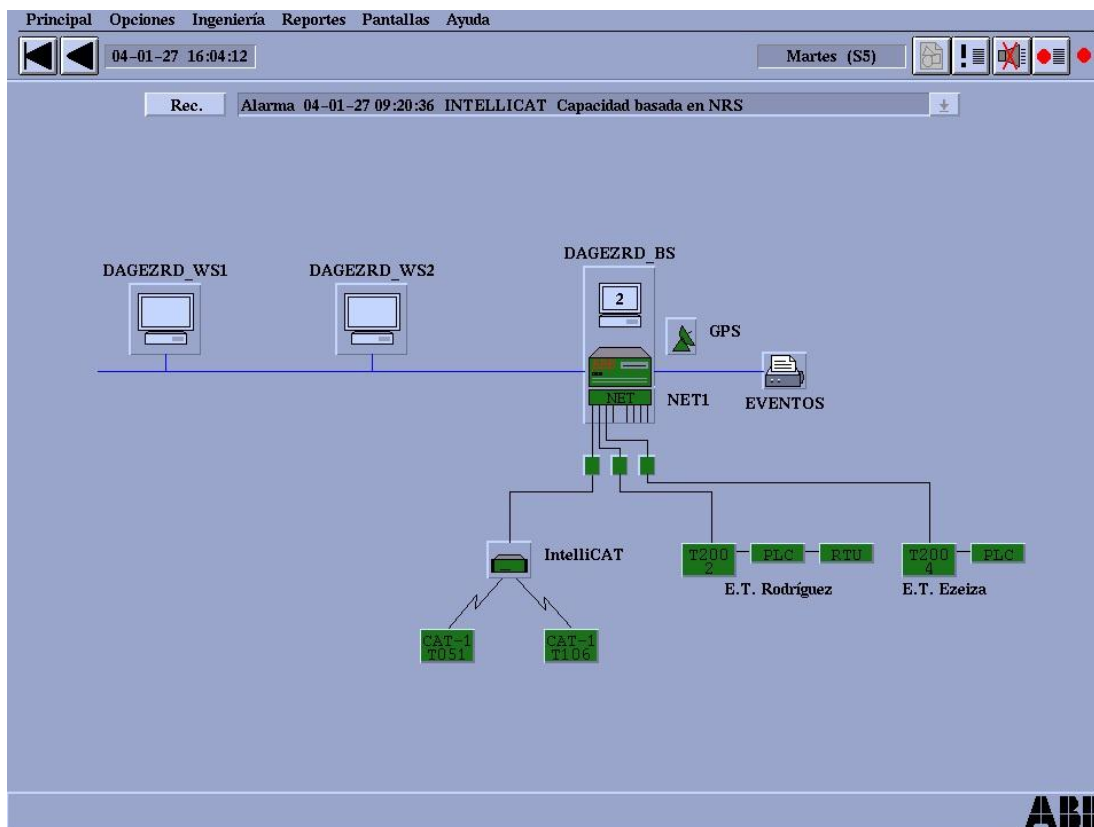 Principal Opciones Ingeniería Reportes Pantallas Ayuda
04-01-27 16:04:12
Martes (S5)
Rec.
Alarma 04-01-27 09:20:36 INTELLICAT Capacidad basada en NRS
DAGEZRD_WS1
DAGEZRD_WS2
DAGEZRD_BS
2
GPS
NET
NET1
EVENTOS
IntelliCAT
T200
2
PLC
RTU
E.T. Rodríguez
T200
4
PLC
E.T. Ezeiza
CAT-1
T051
CAT-1
T106